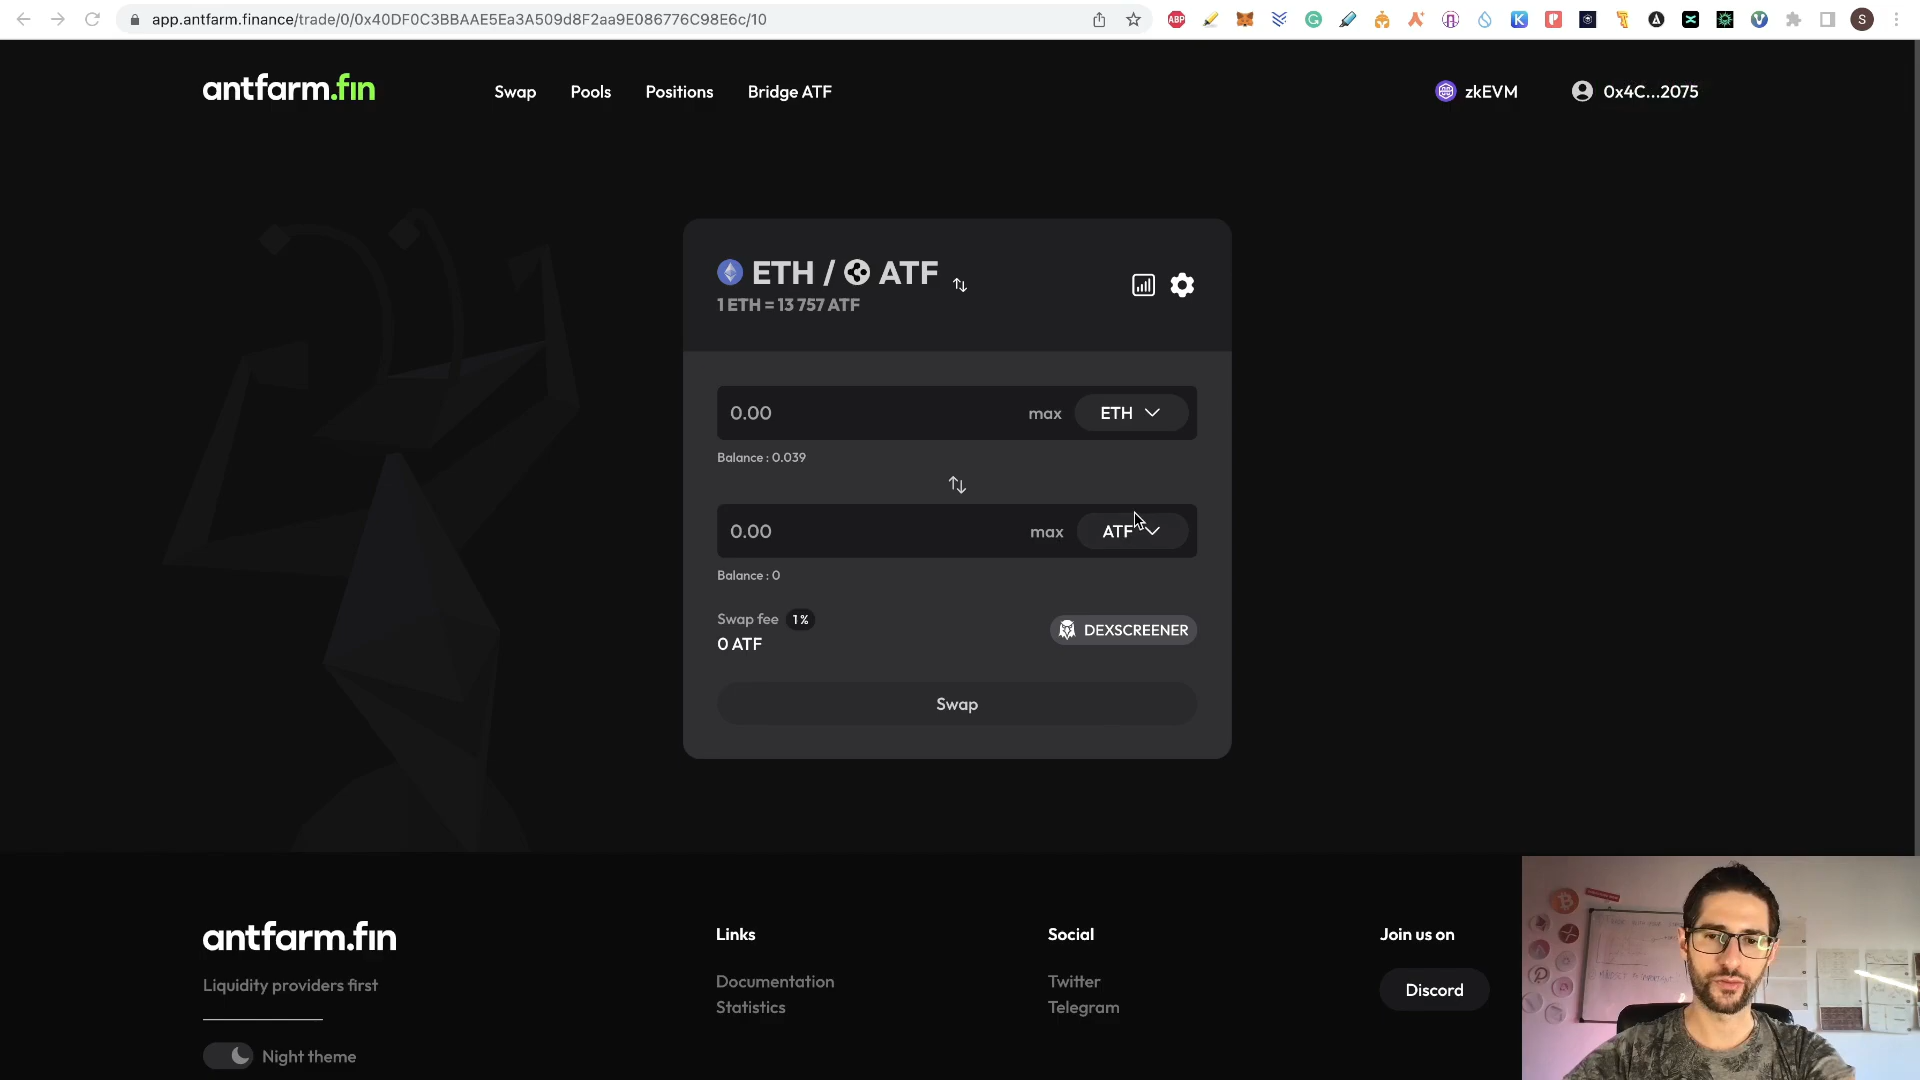 app.antfarm.finance/trade/0/0x40DF0C3BBAAE5Ea3A509d8F2aa9E086776C98E6c/10
ABP
S
antfarm.fin
Swap
Pools
Positions
Bridge ATF
zkEVM
0x4C...2075
ETH / ATF
1 ETH = 13 757 ATF
0.00
max
ETH
Balance : 0.039
0.00
max
ATF
Balance : 0
Swap fee 1%
0 ATF
DEXSCREENER
Swap
antfarm.fin
Liquidity providers first
Night theme
Links
Documentation
Statistics
Social
Twitter
Telegram
Join us on
Discord